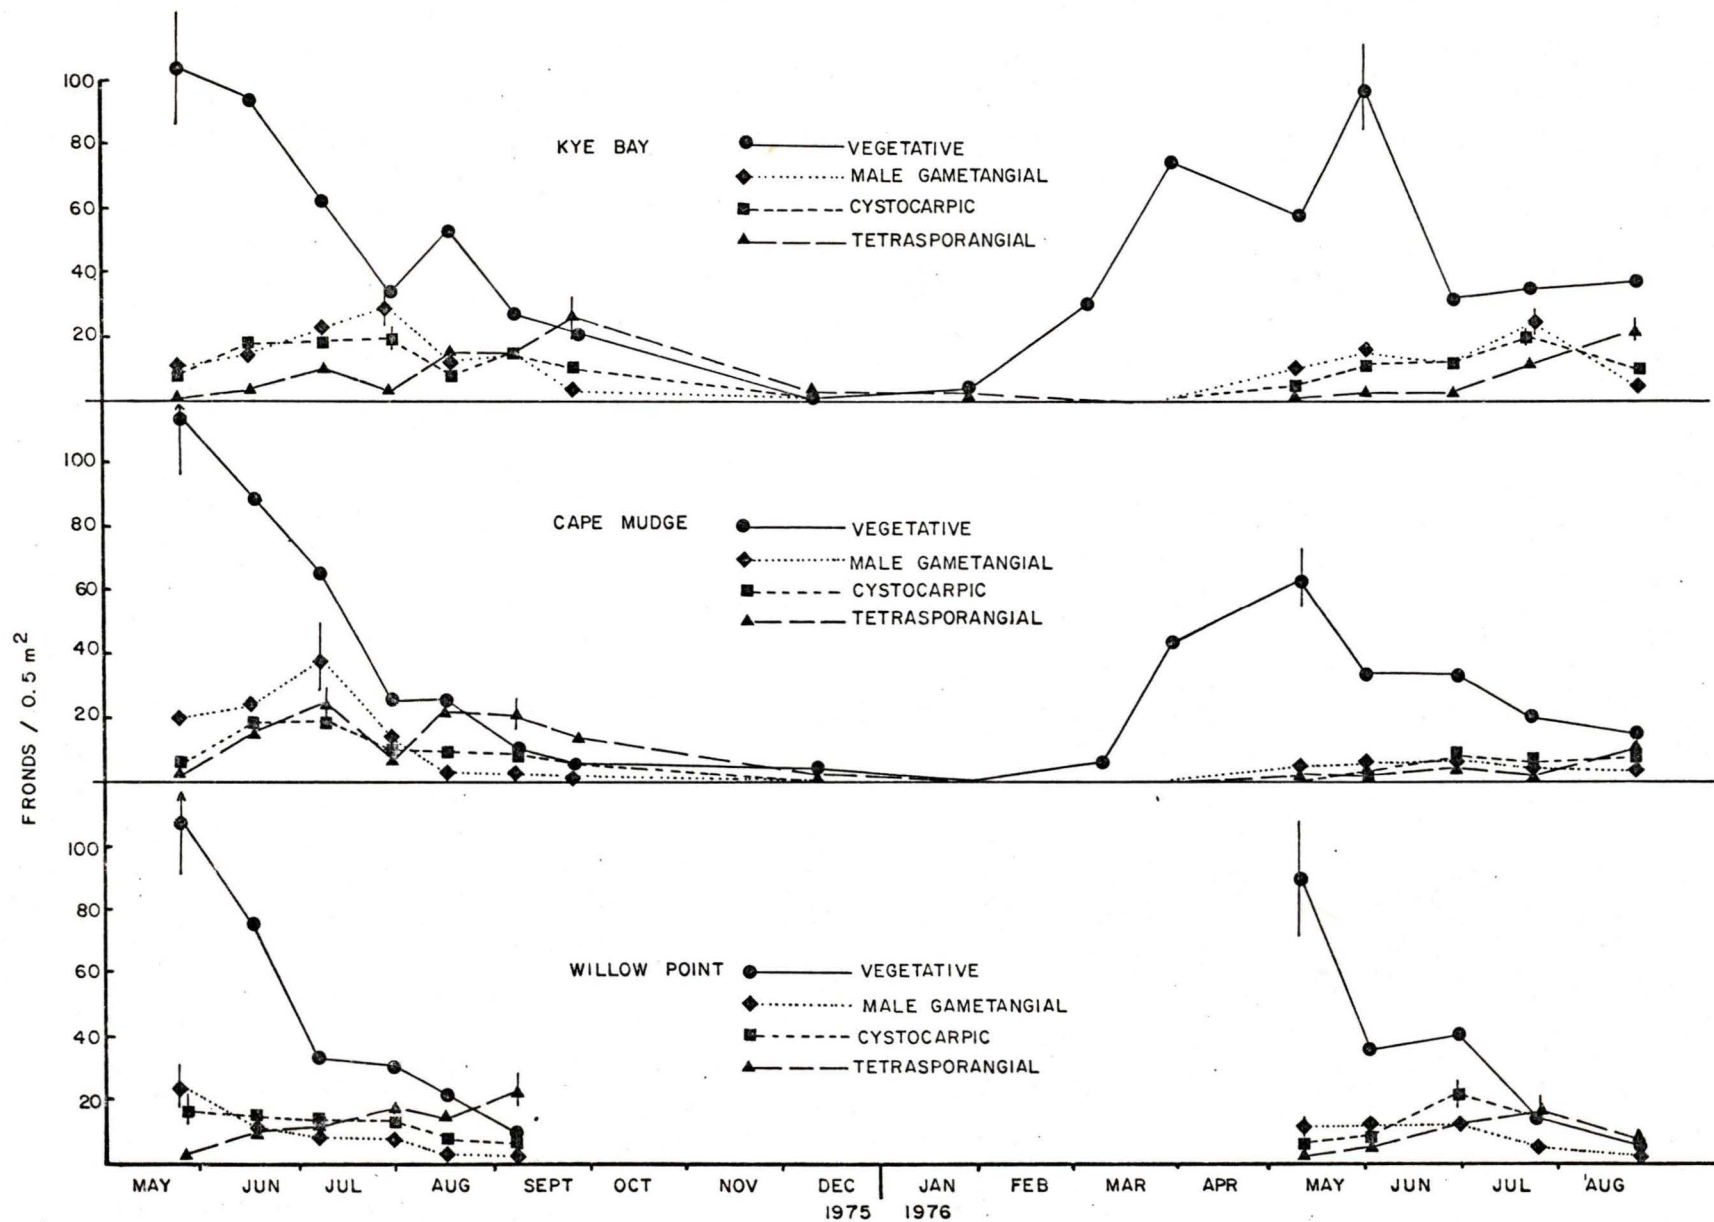 100
80
60
40
20
KYE BAY
VEGETATIVE
MALE GAMETANGIAL
CYSTOCARPIC
TETRASPORANGIAL
100
80
60
40
20
CAPE MUDGE
VEGETATIVE
MALE GAMETANGIAL
CYSTOCARPIC
TETRASPORANGIAL
FRONDS / 0.5 m²
100
80
60
40
20
WILLOW POINT
VEGETATIVE
MALE GAMETANGIAL
CYSTOCARPIC
TETRASPORANGIAL
MAY JUN JUL AUG SEPT OCT NOV DEC JAN FEB MAR APR MAY JUN JUL AUG
1975 1976